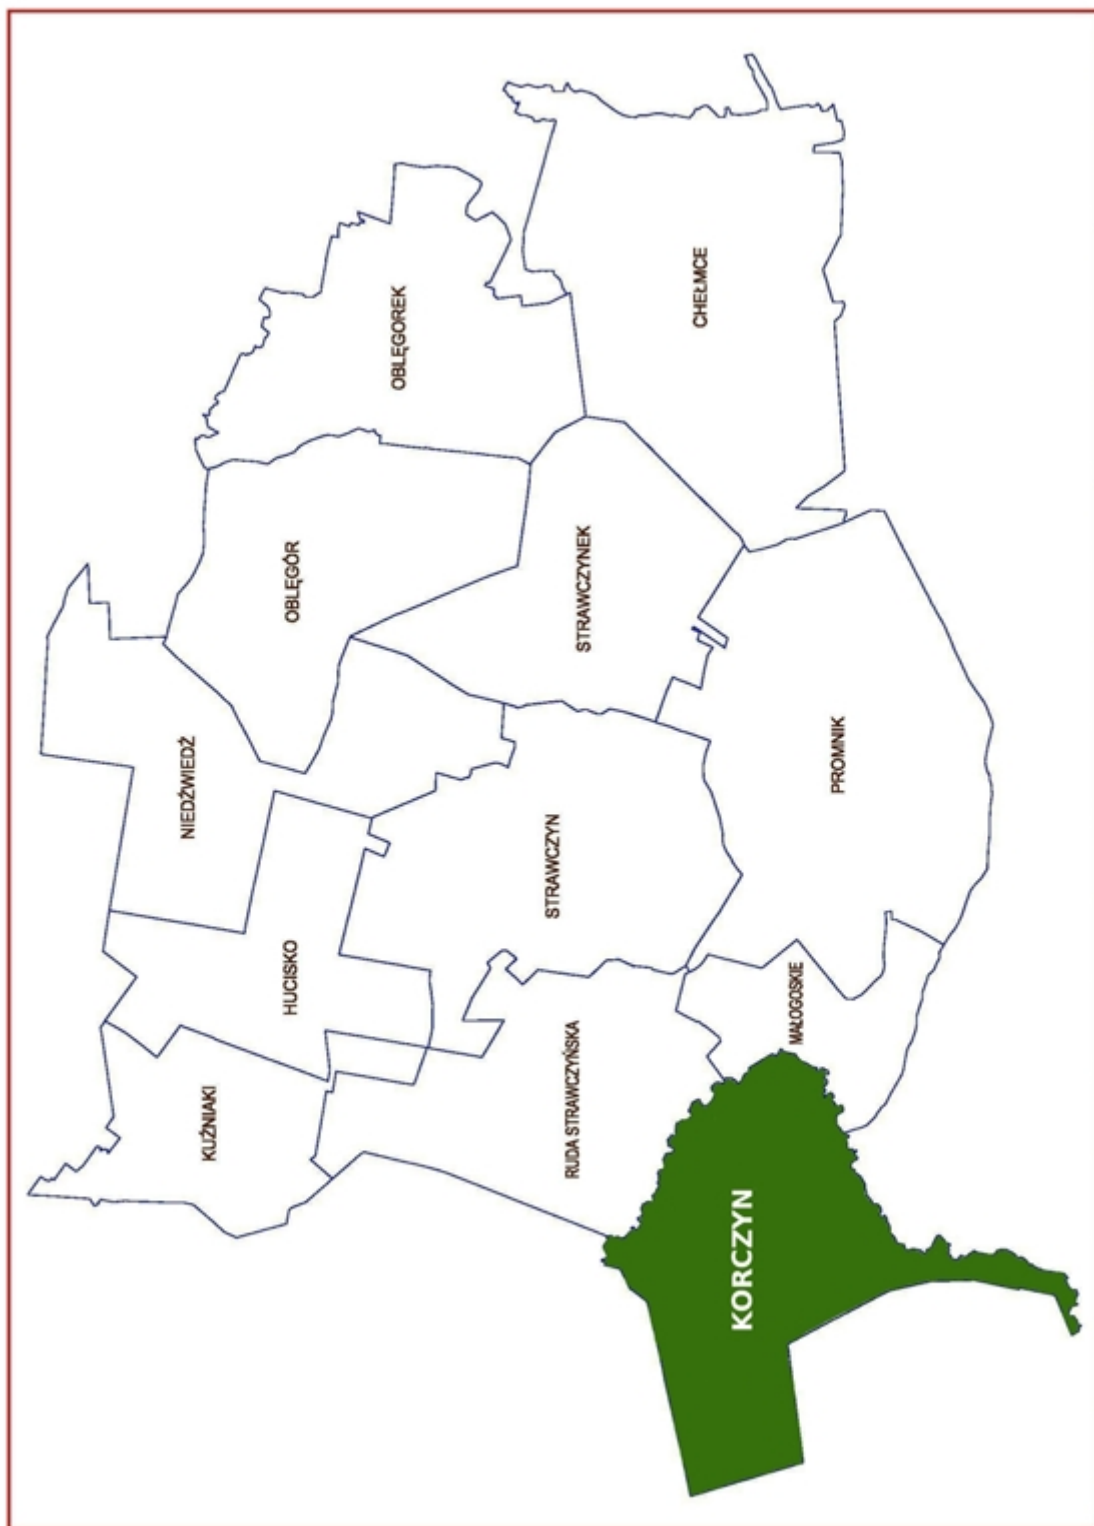 NIEDŹWIEDŹ
KUŹNIAKI
HUCISKO
OBLĘGÓR
OBLĘGOREK
RUDA STRAWCZYŃSKA
STRAWCZYN
STRAWCZYNEK
CHEŁMCE
KORCZYN
MAŁOGOSKIE
PROMNIK